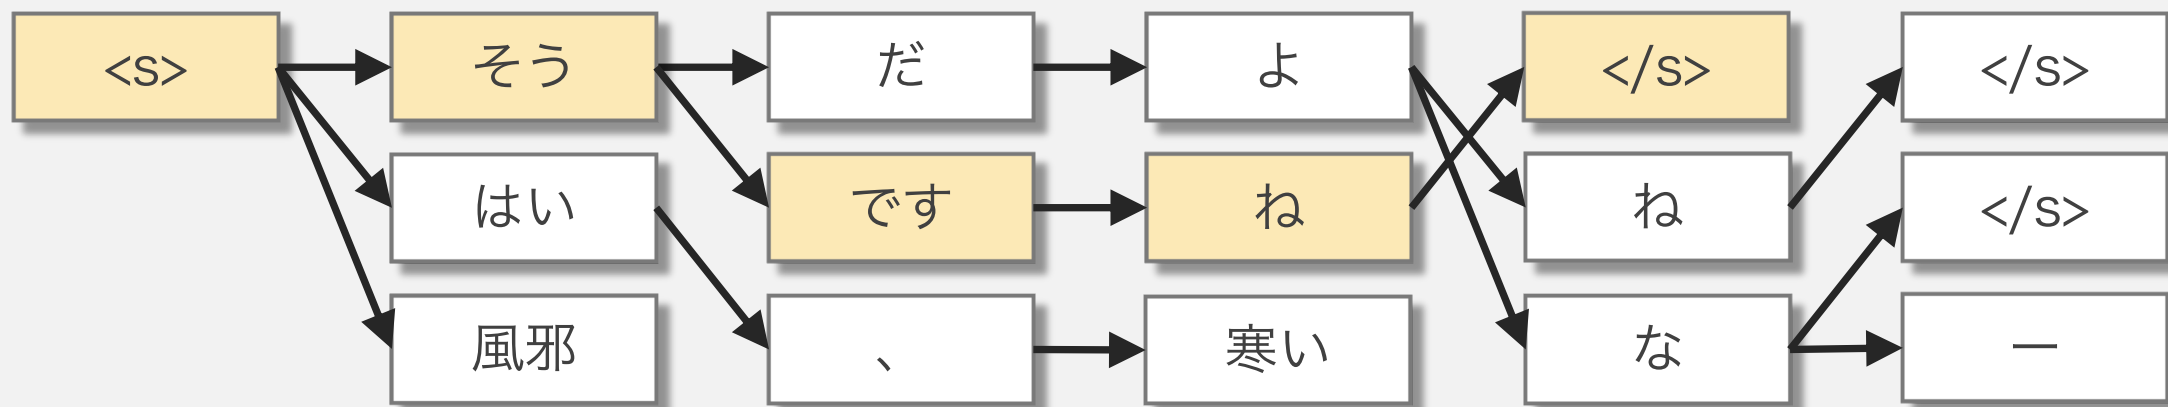 <s> そう だ よ </s> </s>
はい です ね ね </s>
風邪 、 寒い な ー